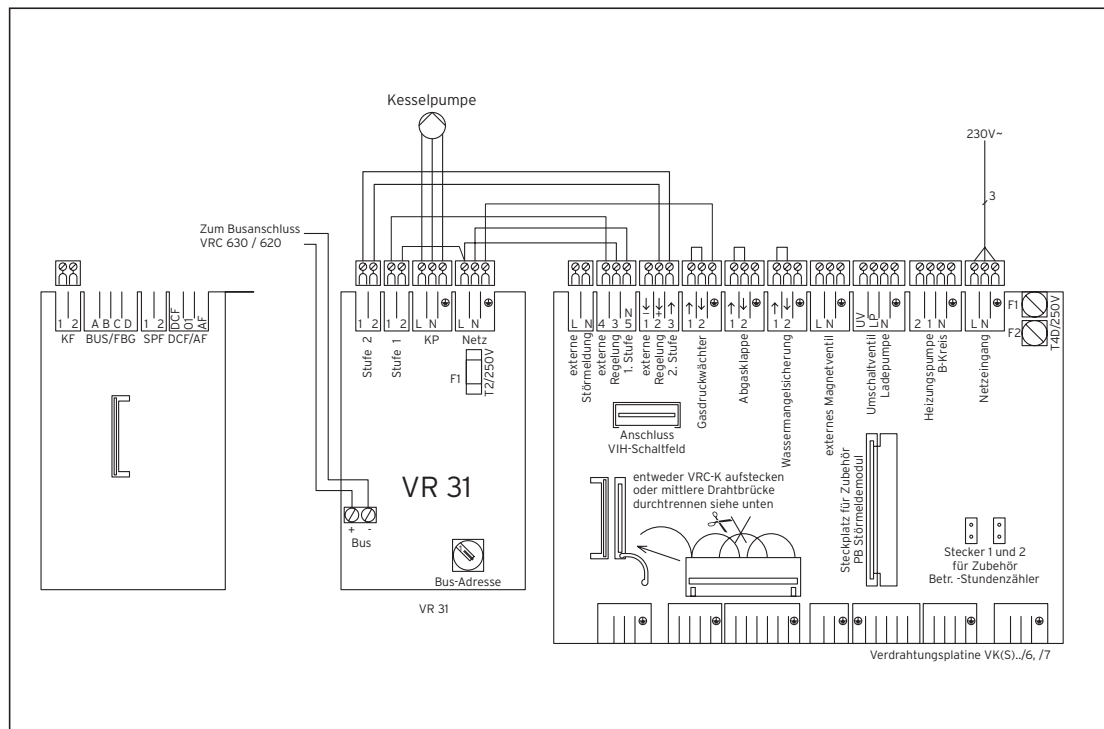 Kesselpumpe
230V~
3
Zum Busanschluss
VRC 630 / 620
1 2
KF
A B C D
BUS/FBG
1 2
SPF
DCF
01
AF
DCF/AF
1 2
Stufe 2
1 2
Stufe 1
L N
KP
L N
Netz
F1
T2/250V
VR 31
+ -
Bus
Bus-Adresse
VR 31
L N
externe
Störmeldung
4 3 5
N
externe
Regelung
1. Stufe
1 2 3
- +
externe
Regelung
2. Stufe
1 2
Gasdruckwächter
1 2
Abgasklappe
1 2
Wassermangelsicherung
L N
externes Magnetventil
UV
LP
N
Umschaltventil
Ladepumpe
2 1 N
Heizungspumpe
B-Kreis
L N
Netzeingang
F1
F2
T4D/250V
Anschluss
VIH-Schaltfeld
entweder VRC-K aufstecken
oder mittlere Drahtbrücke
durchtrennen siehe unten
Steckplatz für Zubehör
PB Störmeldemodul
Stecker 1 und 2
für Zubehör
Betr. -Stundenzähler
Verdrahtungsplatine VK(S)../6, /7